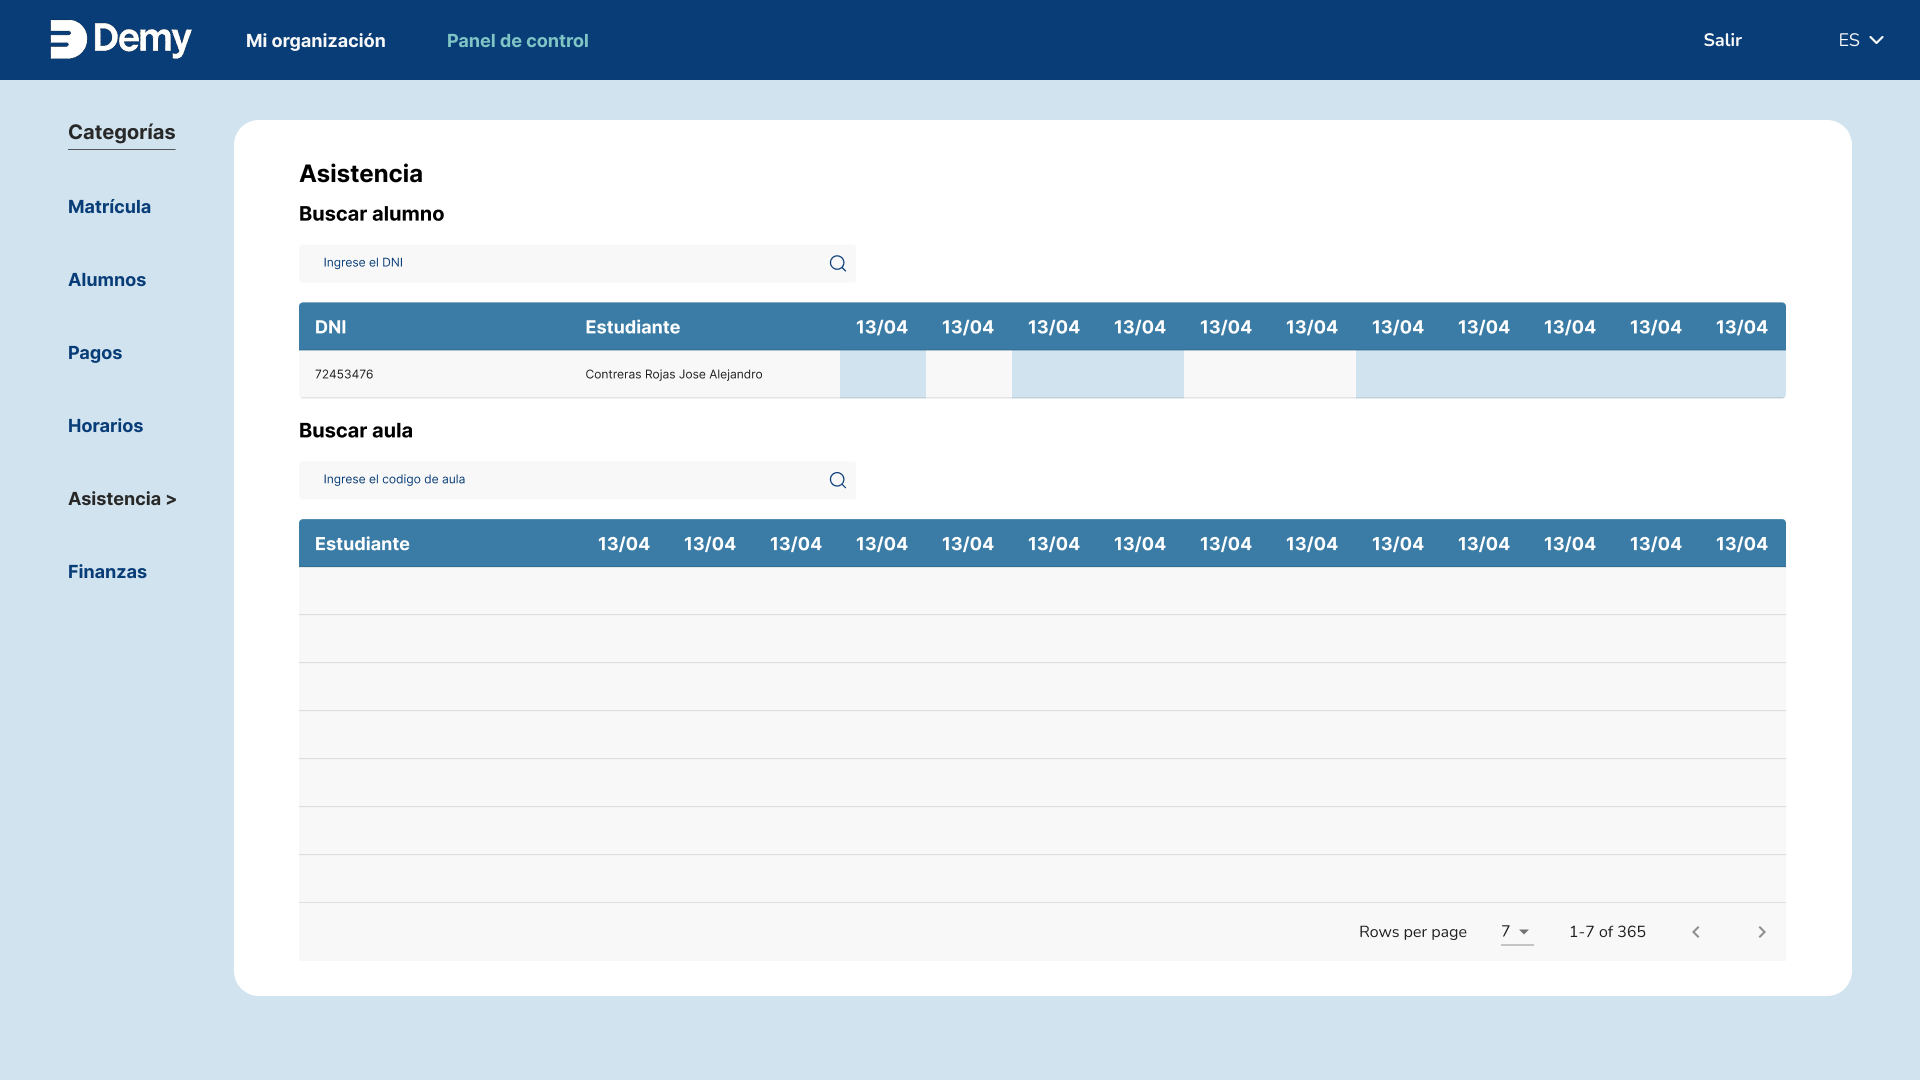 Demy Mi organización Panel de control Salir ES
Categorías
Matrícula
Alumnos
Pagos
Horarios
Asistencia >
Finanzas
Asistencia
Buscar alumno
Ingrese el DNI
DNI Estudiante 13/04 13/04 13/04 13/04 13/04 13/04 13/04 13/04 13/04 13/04 13/04
72453476 Contreras Rojas Jose Alejandro
Buscar aula
Ingrese el codigo de aula
Estudiante 13/04 13/04 13/04 13/04 13/04 13/04 13/04 13/04 13/04 13/04 13/04 13/04 13/04 13/04
Rows per page 7 1-7 of 365